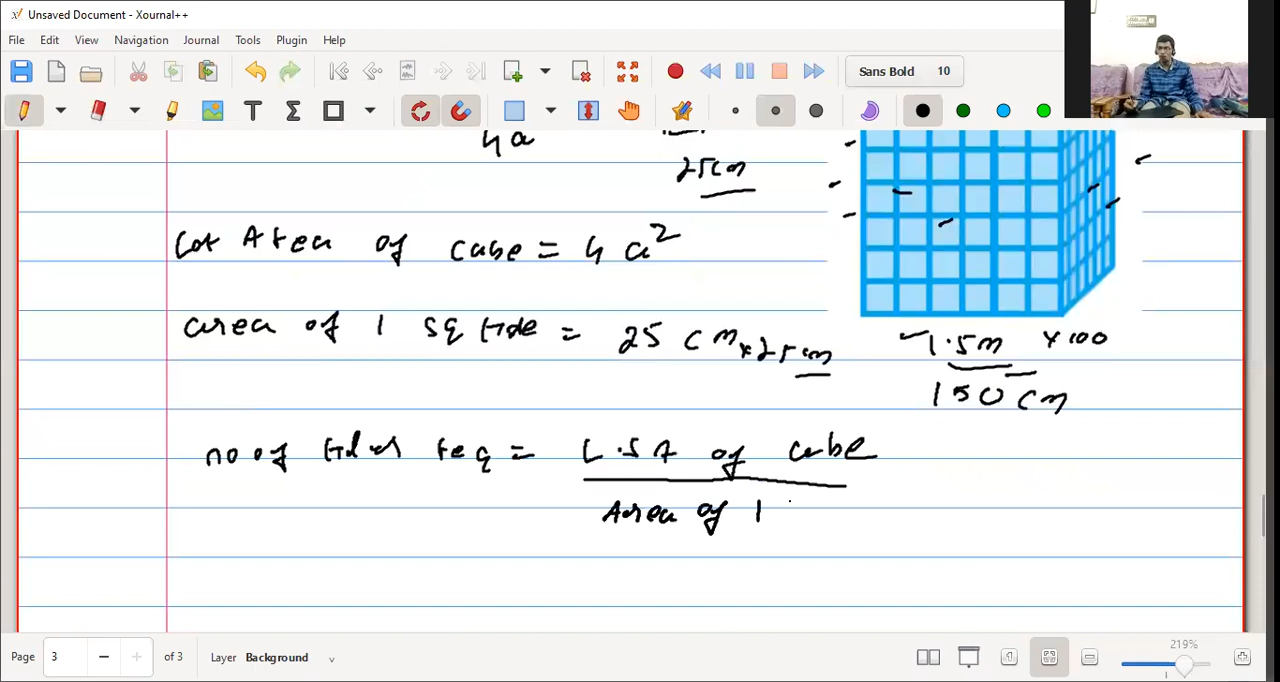 Unsaved Document - Xournal++
File Edit View Navigation Journal Tools Plugin Help
Sans Bold 10
4a
25cm
Area of cube = 4a²
area of 1 sq tile = 25 cm × 25 cm
1.5m ×100
150 cm
no of tiles req = L.S.A of cube
Area of 1
219%
Page 3 of 3 Layer Background